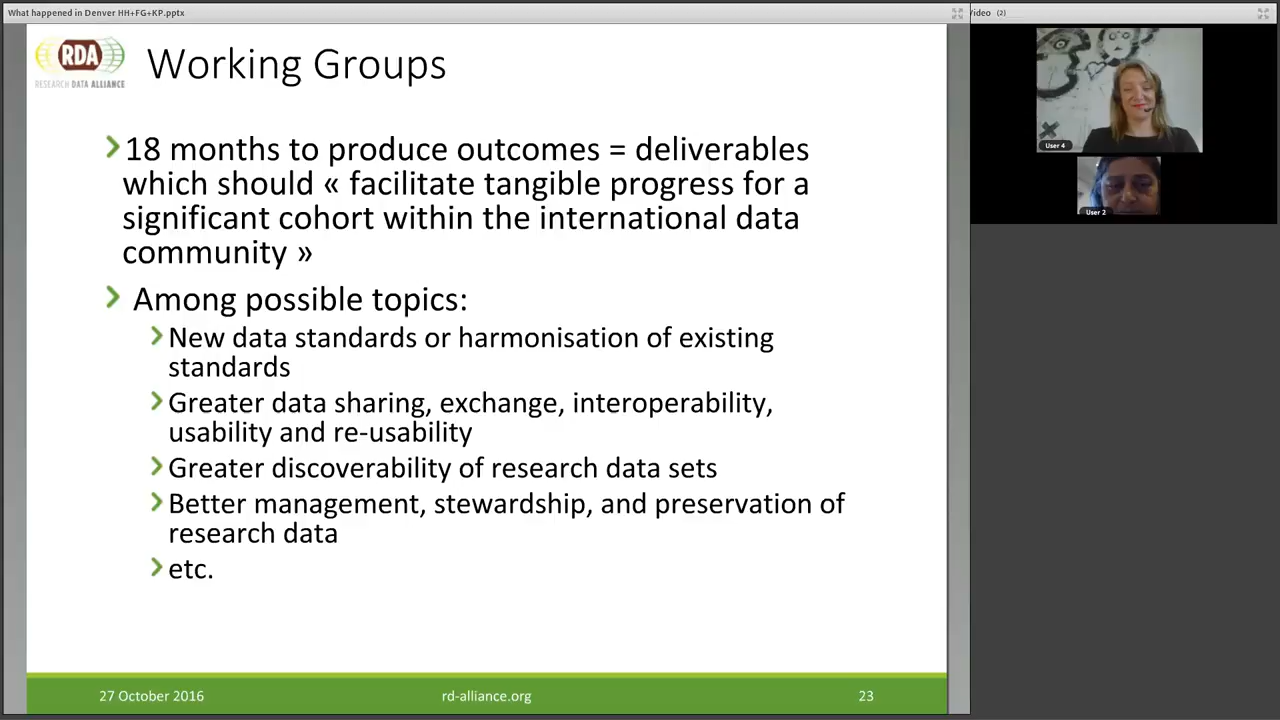 What happened in Denver HH+FG+KP.pptx
Video (2)
RDA
RESEARCH DATA ALLIANCE
Working Groups
18 months to produce outcomes = deliverables
which should « facilitate tangible progress for a
significant cohort within the international data
community »
Among possible topics:
New data standards or harmonisation of existing
standards
Greater data sharing, exchange, interoperability,
usability and re-usability
Greater discoverability of research data sets
Better management, stewardship, and preservation of
research data
etc.
27 October 2016
rd-alliance.org
23
User 4
User 2